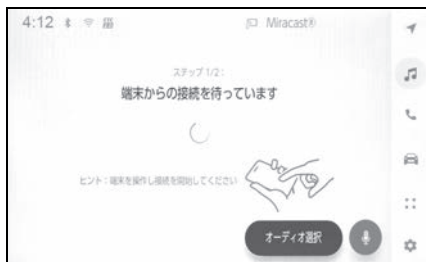 4:12 Miracast®
ステップ 1/2：
端末からの接続を待っています
ヒント：端末を操作し接続を開始してください
オーディオ選択